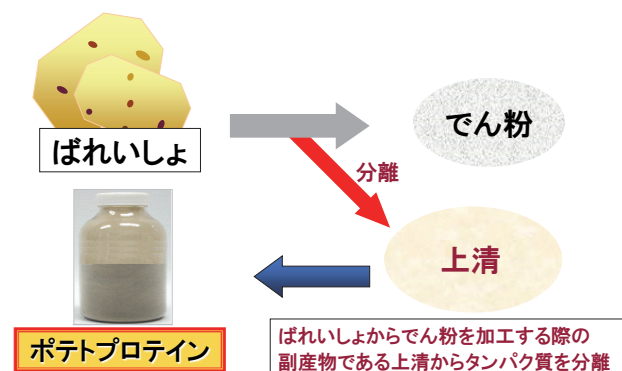 ばれいしょ
でん粉
分離
上清
ポテトプロテイン
ばれいしょからでん粉を加工する際の
副産物である上清からタンパク質を分離